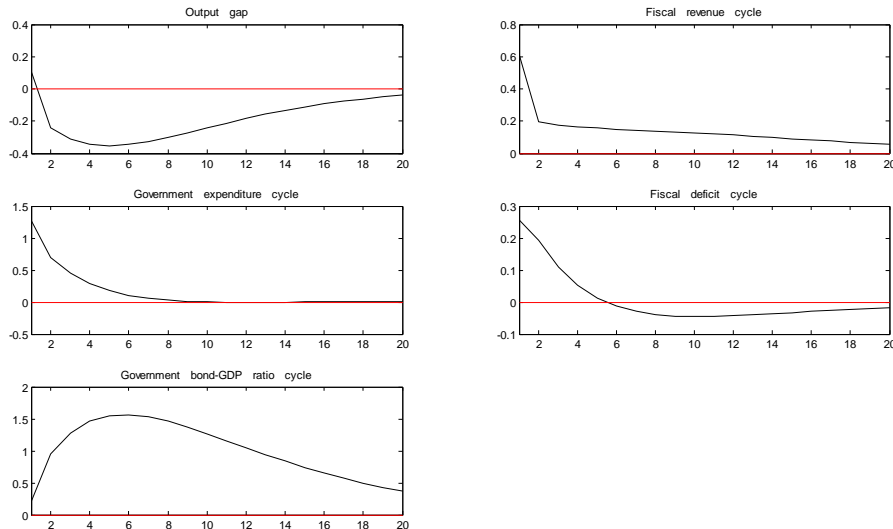 Output gap
0.4
0.2
0
-0.2
-0.4
2 4 6 8 10 12 14 16 18 20
Fiscal revenue cycle
0.8
0.6
0.4
0.2
0
2 4 6 8 10 12 14 16 18 20
Government expenditure cycle
1.5
1
0.5
0
-0.5
2 4 6 8 10 12 14 16 18 20
Fiscal deficit cycle
0.3
0.2
0.1
0
-0.1
2 4 6 8 10 12 14 16 18 20
Government bond-GDP ratio cycle
2
1.5
1
0.5
0
2 4 6 8 10 12 14 16 18 20